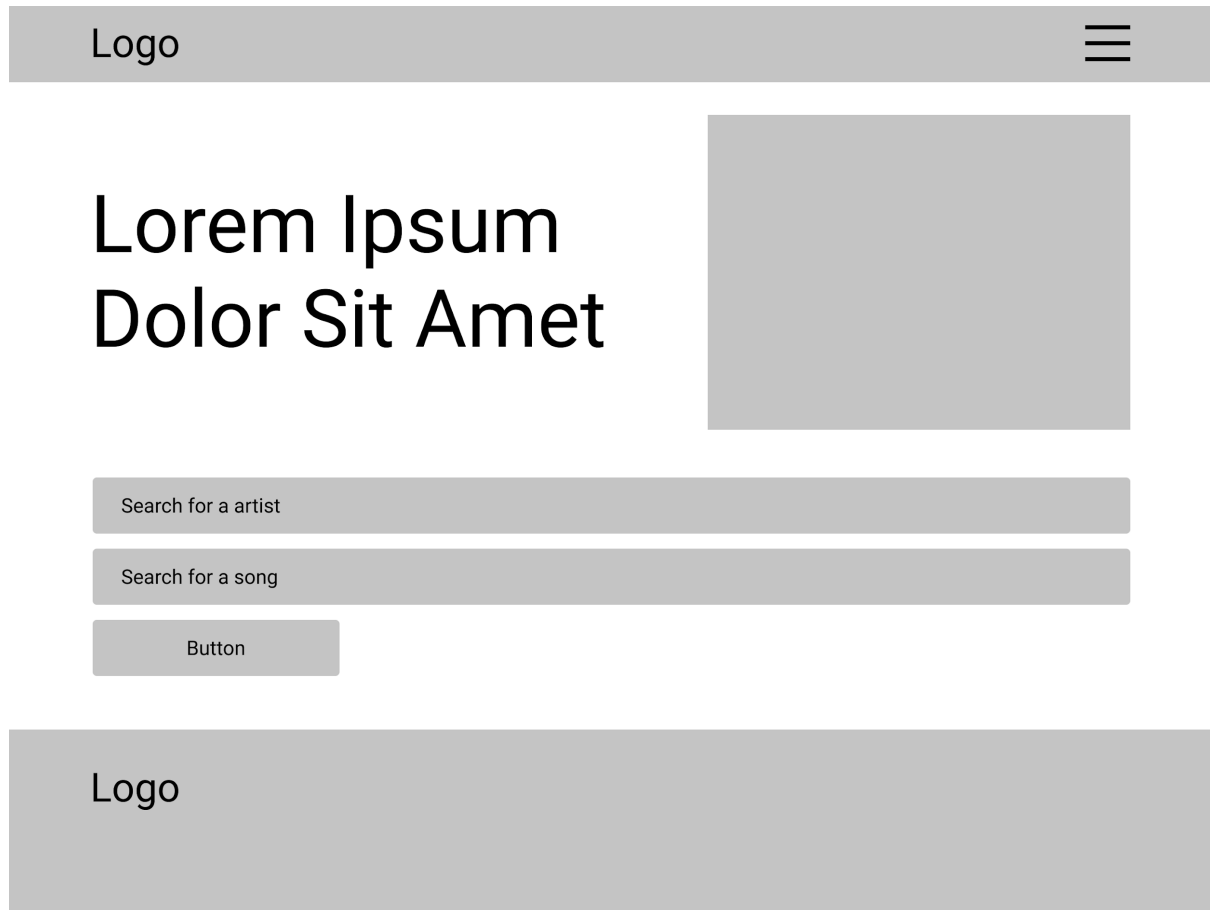 Logo
Lorem Ipsum
Dolor Sit Amet
Search for a artist
Search for a song
Button
Logo